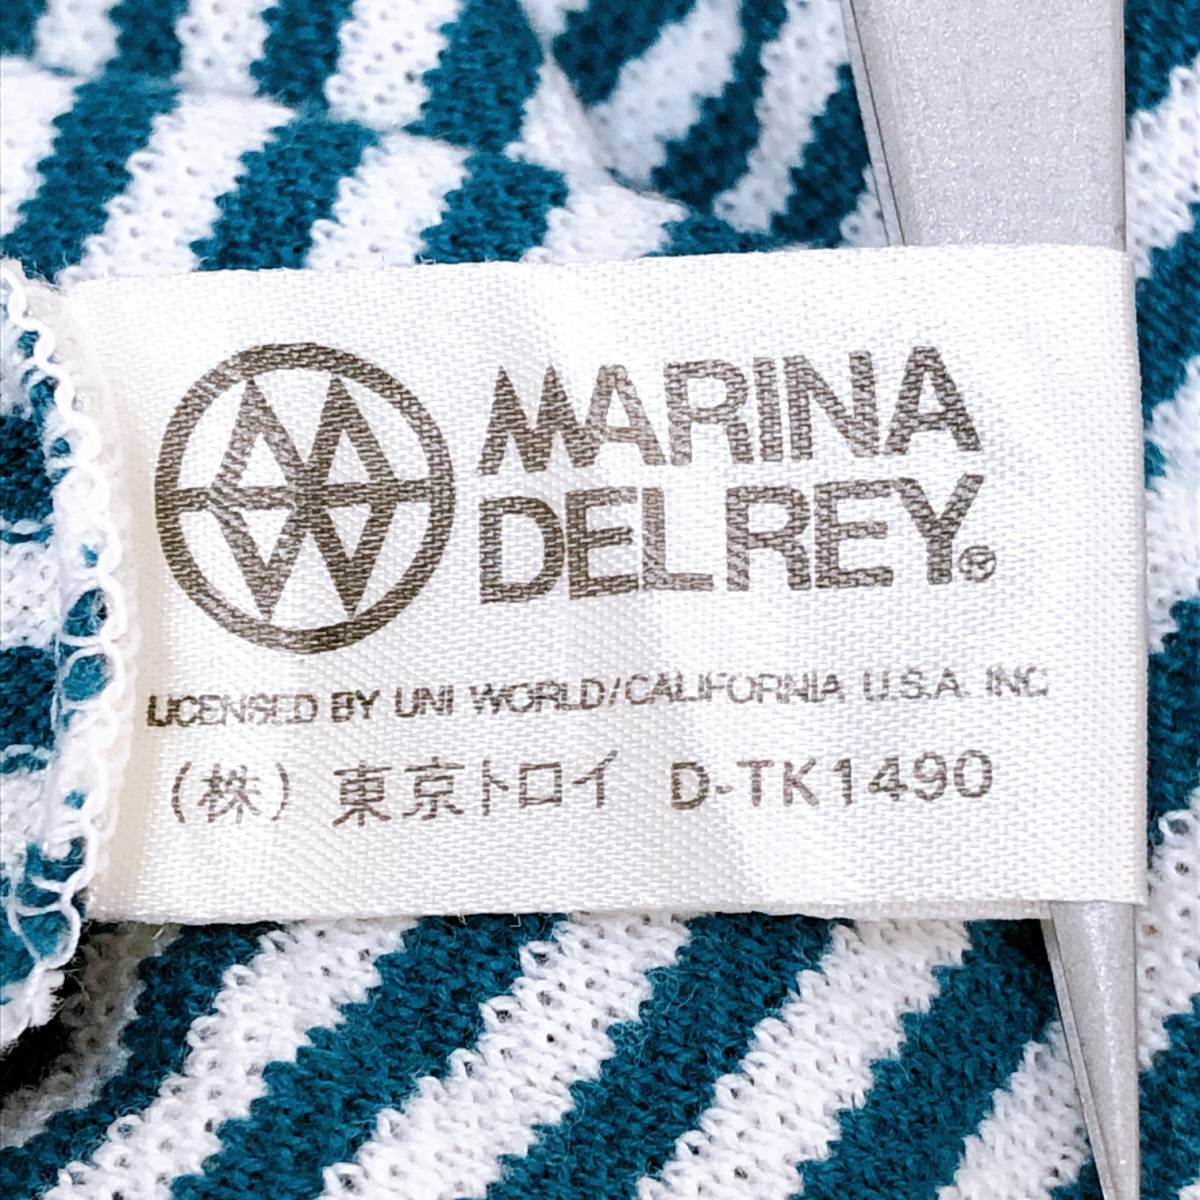 MARINA
DELREY®
LICENSED BY UNI WORLD/CALIFORNIA U.S.A. INC
(株) 東京トロイ D-TK1490